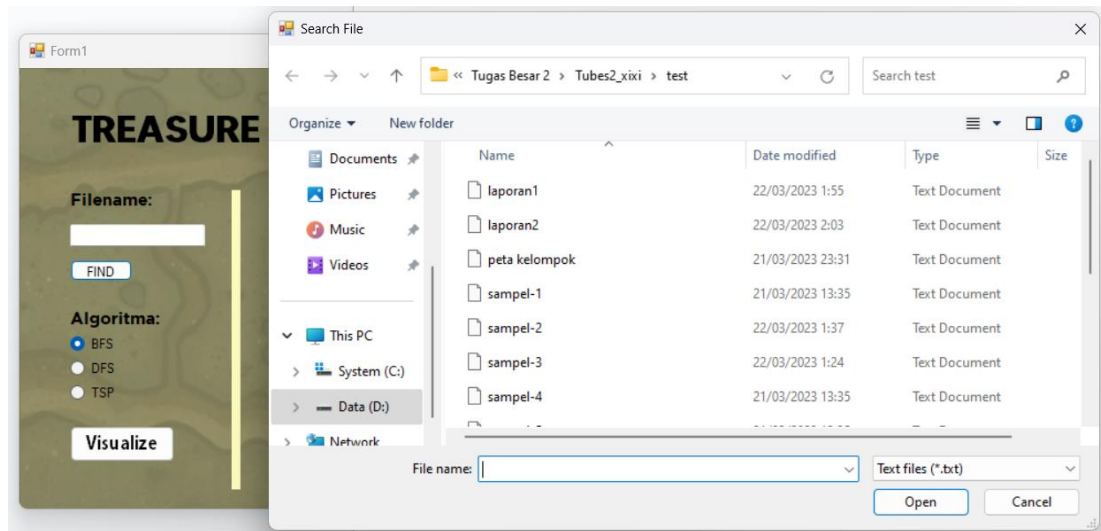 Form1
TREASURE
Filename:
FIND
Algoritma:
BFS
DFS
TSP
Visualize
Search File
« Tugas Besar 2 > Tubes2_xixi > test
Search test
Organize
New folder
Documents
Pictures
Music
Videos
This PC
System (C:)
Data (D:)
Network
Name Date modified Type Size
laporan1 22/03/2023 1:55 Text Document
laporan2 22/03/2023 2:03 Text Document
peta kelompok 21/03/2023 23:31 Text Document
sampel-1 21/03/2023 13:35 Text Document
sampel-2 22/03/2023 1:37 Text Document
sampel-3 22/03/2023 1:24 Text Document
sampel-4 21/03/2023 13:35 Text Document
File name:
Text files (*.txt)
Open
Cancel